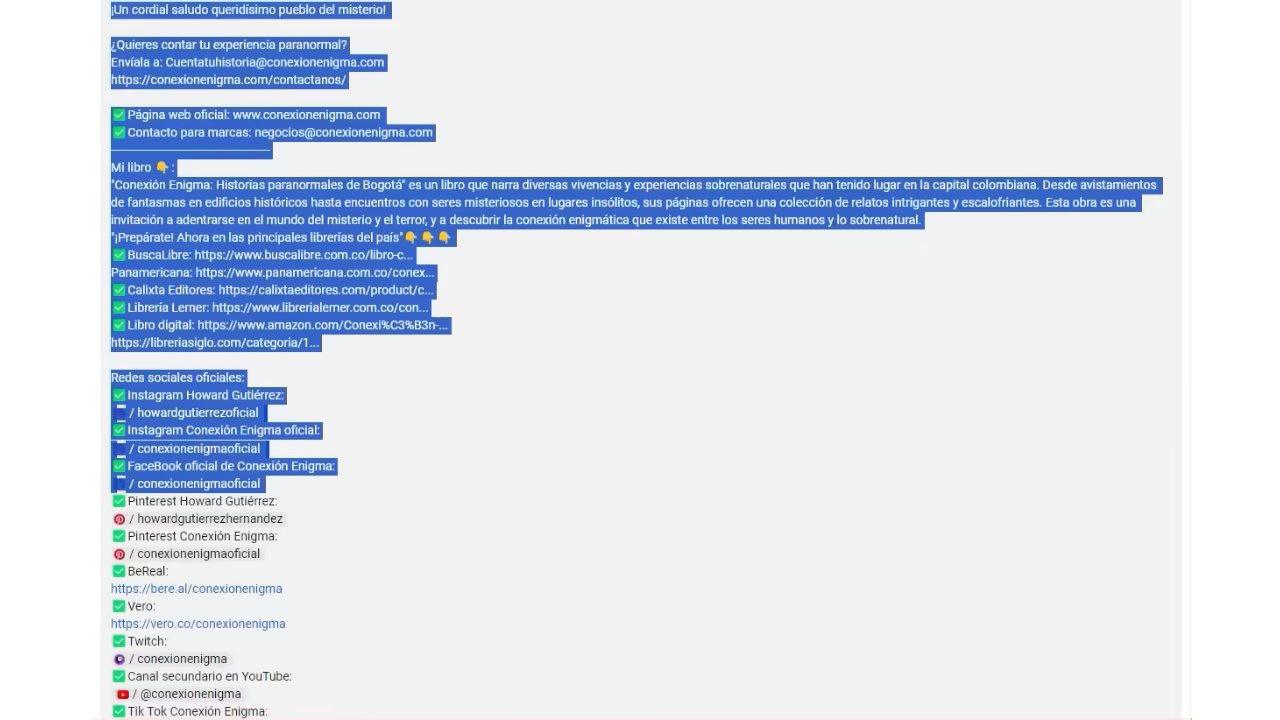 ¡Un cordial saludo queridísimo pueblo del misterio!
¿Quieres contar tu experiencia paranormal?
Envíala a: Cuentatuhistoria@conexionenigma.com
https://conexionenigma.com/contactanos/
✅ Página web oficial: www.conexionenigma.com
✅ Contacto para marcas: negocios@conexionenigma.com
Mi libro 👇:
"Conexión Enigma: Historias paranormales de Bogotá" es un libro que narra diversas vivencias y experiencias sobrenaturales que han tenido lugar en la capital colombiana. Desde avistamientos
de fantasmas en edificios históricos hasta encuentros con seres misteriosos en lugares insólitos, sus páginas ofrecen una colección de relatos intrigantes y escalofriantes. Esta obra es una
invitación a adentrarse en el mundo del misterio y el terror, y a descubrir la conexión enigmática que existe entre los seres humanos y lo sobrenatural.
"¡Prepárate! Ahora en las principales librerías del país"👇👇👇
✅ BuscaLibre: https://www.buscalibre.com.co/libro-c...
Panamericana: https://www.panamericana.com.co/conex...
✅ Calixta Editores: https://calixtaeditores.com/product/c...
✅ Librería Lerner: https://www.librerialerner.com.co/con...
✅ Libro digital: https://www.amazon.com/Conexi%C3%B3n-...
https://libreriasiglo.com/categoria/1...
Redes sociales oficiales:
✅ Instagram Howard Gutiérrez:
/ howardgutierrezoficial
✅ Instagram Conexión Enigma oficial:
/ conexionenigmaoficial
✅ FaceBook oficial de Conexión Enigma:
/ conexionenigmaoficial
✅ Pinterest Howard Gutiérrez:
/ howardgutierrezhernandez
✅ Pinterest Conexión Enigma:
/ conexionenigmaoficial
✅ BeReal:
https://bere.al/conexionenigma
✅ Vero:
https://vero.co/conexionenigma
✅ Twitch:
/ conexionenigma
✅ Canal secundario en YouTube:
/ @conexionenigma
✅ Tik Tok Conexión Enigma: